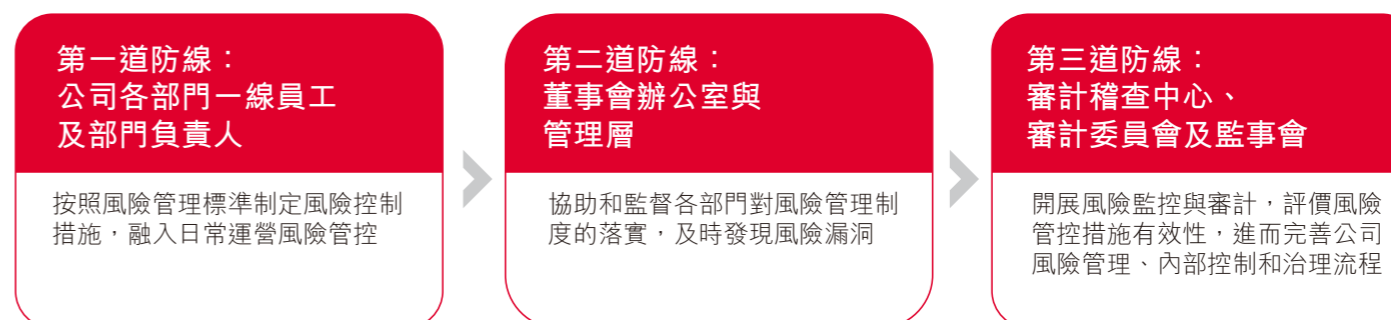 第一道防線：
公司各部門一線員工
及部門負責人
按照風險管理標準制定風險控制
措施，融入日常運營風險管控
第二道防線：
董事會辦公室與
管理層
協助和監督各部門對風險管理制
度的落實，及時發現風險漏洞
第三道防線：
審計稽查中心、
審計委員會及監事會
開展風險監控與審計，評價風險
管控措施有效性，進而完善公司
風險管理、內部控制和治理流程